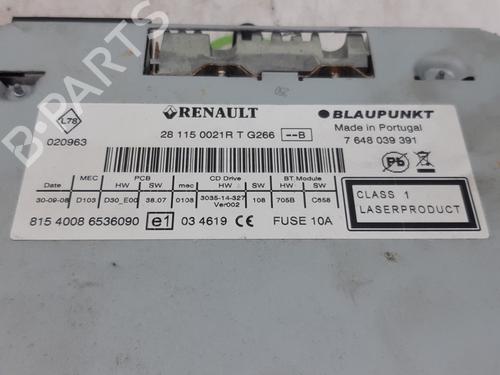 B-PARTS
L78
020963
RENAULT
28 115 0021R T G266 --B
BLAUPUNKT
Made in Portugal
7 648 039 391
Pb
MEC PCB CD Drive BT Module
Date HW SW mec HW SW HW SW
30-09-08 D103 D30_E00 38.07 0108 3035-14-327 Ver002 108 705B C658
815 4008 6536090 e1 03 4619 FUSE 10A
CLASS 1
LASERPRODUCT